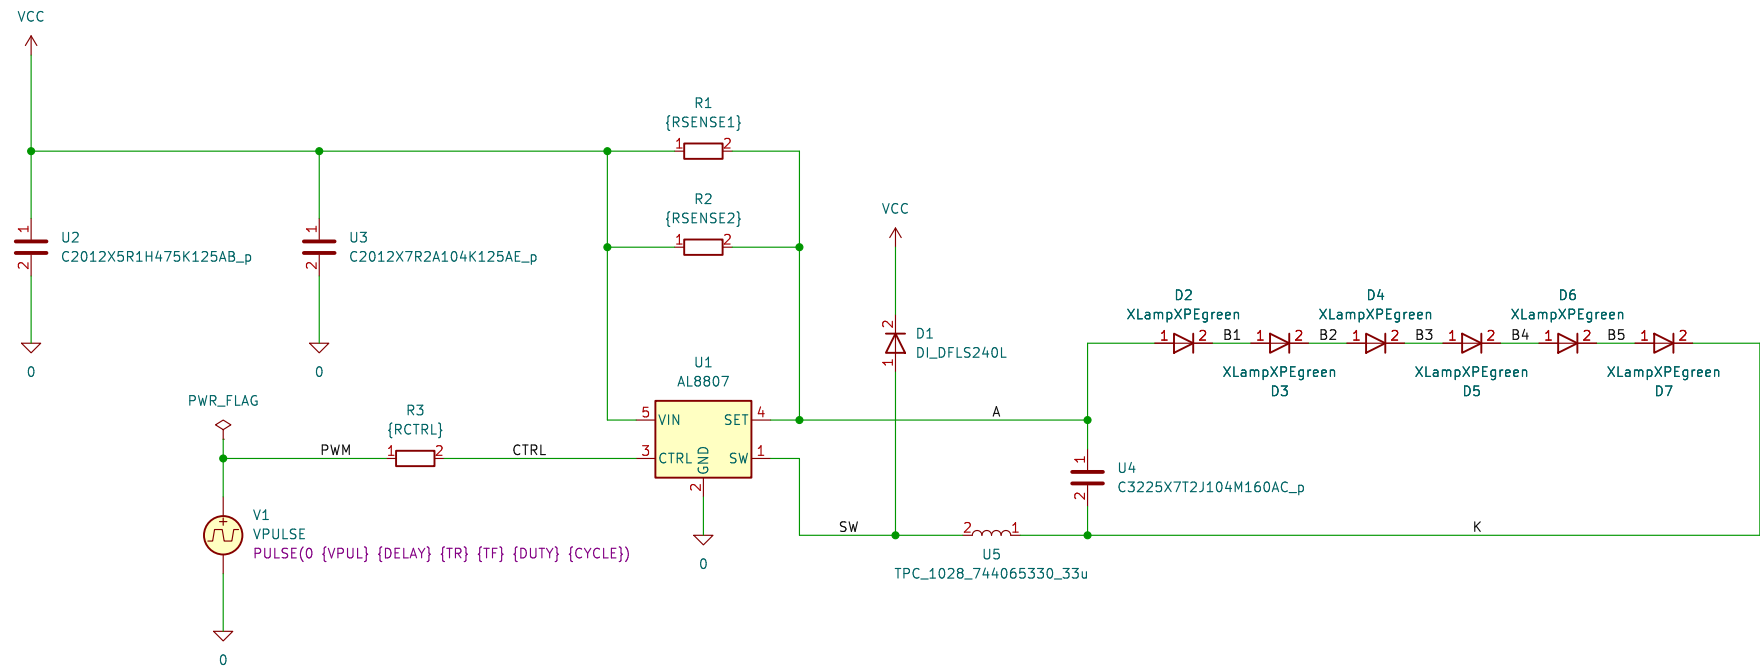 VCC
R1
{RSENSE1}
1 2
R2
{RSENSE2}
1 2
VCC
1
U2
C2012X5R1H475K125AB_p
2
0
1
U3
C2012X7R2A104K125AE_p
2
0
2
D1
DI_DFLS240L
1
D2
XLampXPEgreen
D4
XLampXPEgreen
D6
XLampXPEgreen
1 2 B1 1 2 B2 1 2 B3 1 2 B4 1 2 B5 1 2
XLampXPEgreen
D3
XLampXPEgreen
D5
XLampXPEgreen
D7
U1
AL8807
5 VIN SET 4
3 CTRL SW 1
GND
2
0
A
PWR_FLAG
R3
{RCTRL}
PWM 1 2 CTRL
1
U4
C3225X7T2J104M160AC_p
2
V1
VPULSE
PULSE(0 {VPUL} {DELAY} {TR} {TF} {DUTY} {CYCLE})
0
SW 2 1 K
U5
TPC_1028_744065330_33u